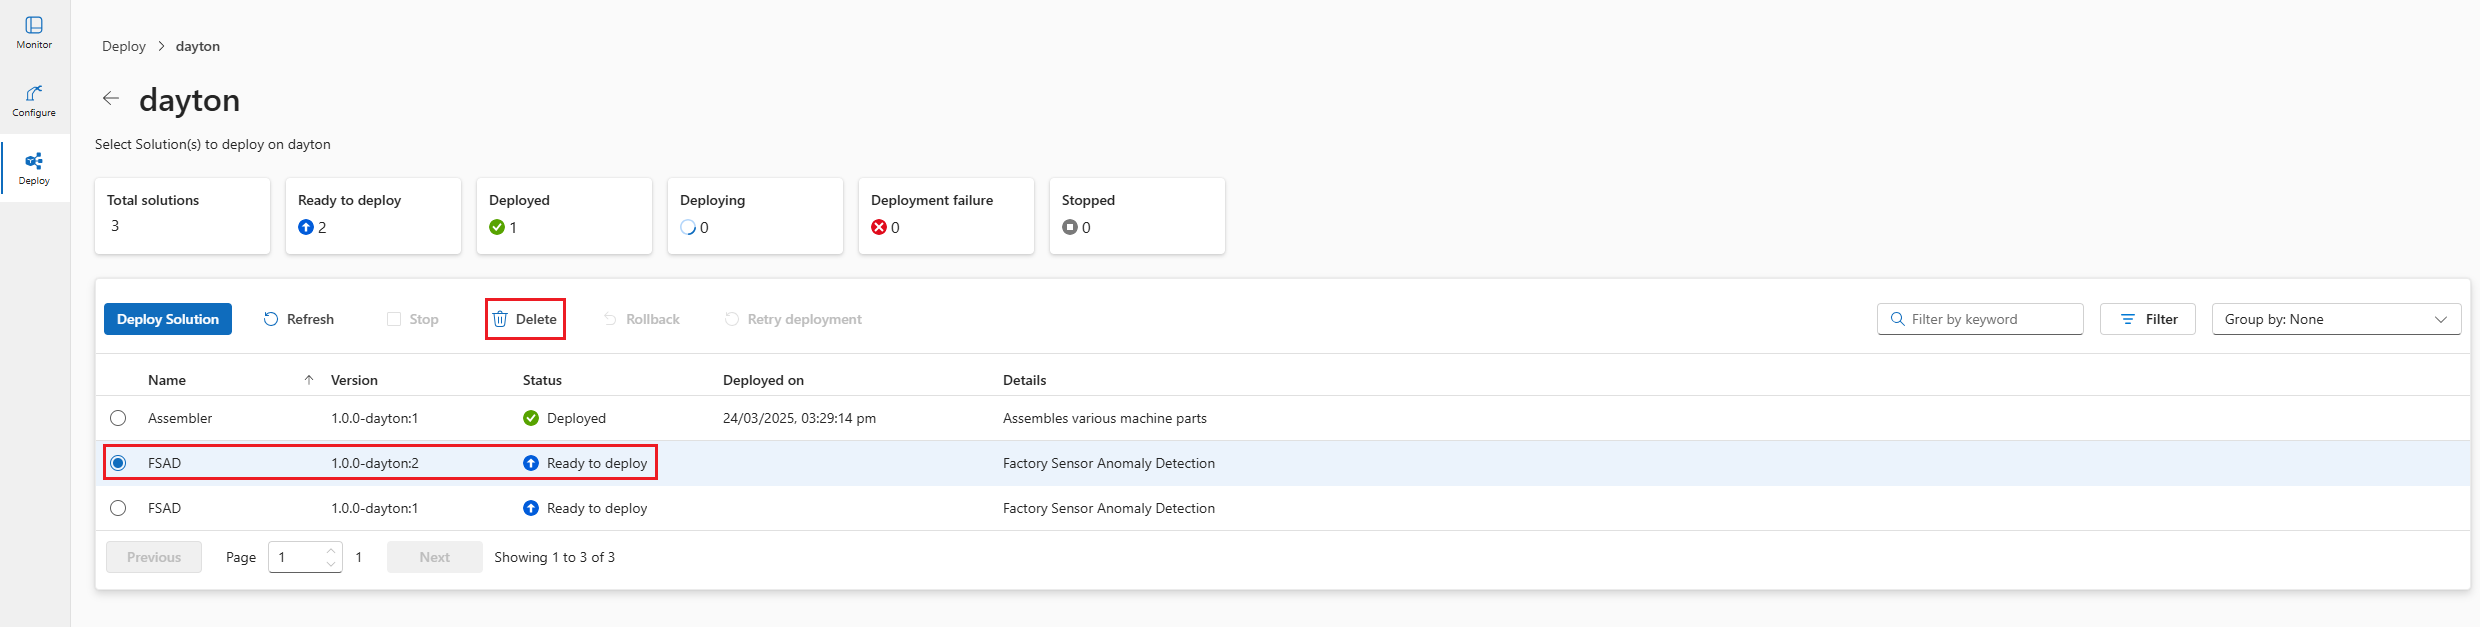 Monitor
Configure
Deploy
Deploy > dayton
dayton
Select Solution(s) to deploy on dayton
Total solutions
3
Ready to deploy
2
Deployed
1
Deploying
0
Deployment failure
0
Stopped
0
Deploy Solution Refresh Stop Delete Rollback Retry deployment Filter by keyword Filter Group by: None
Name Version Status Deployed on Details
Assembler 1.0.0-dayton:1 Deployed 24/03/2025, 03:29:14 pm Assembles various machine parts
FSAD 1.0.0-dayton:2 Ready to deploy Factory Sensor Anomaly Detection
FSAD 1.0.0-dayton:1 Ready to deploy Factory Sensor Anomaly Detection
Previous Page 1 1 Next Showing 1 to 3 of 3